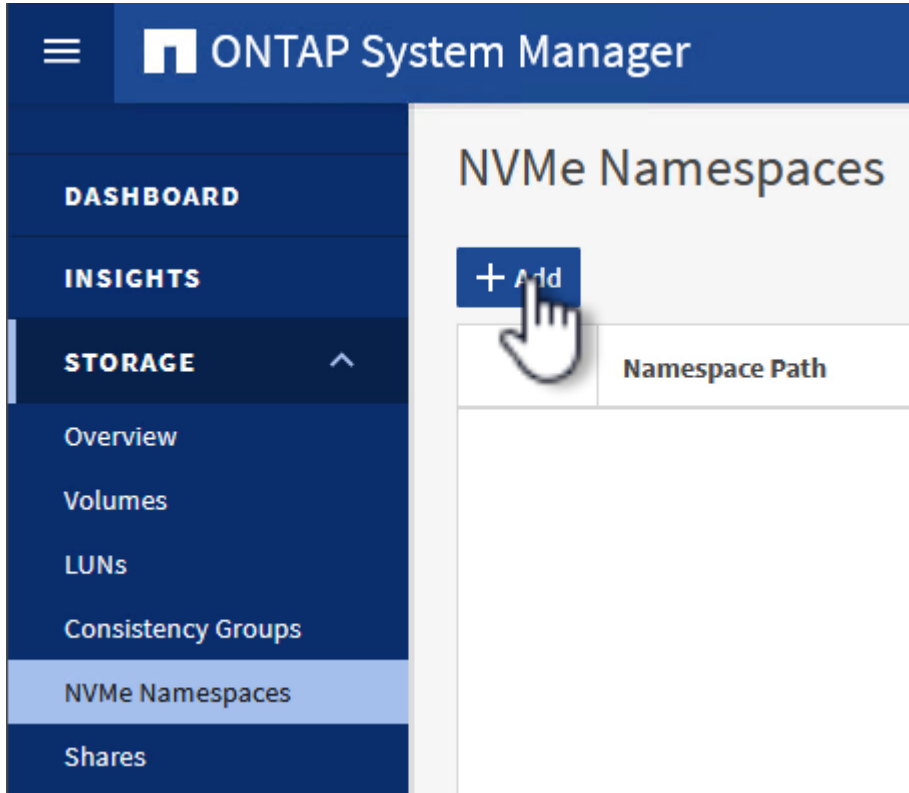 ONTAP System Manager
DASHBOARD
INSIGHTS
STORAGE
Overview
Volumes
LUNs
Consistency Groups
NVMe Namespaces
Shares
NVMe Namespaces
Add
Namespace Path